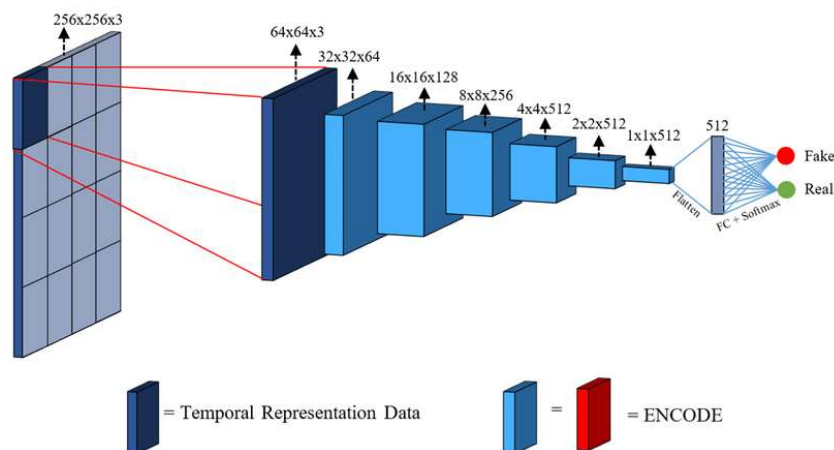 256x256x3
64x64x3
32x32x64
16x16x128
8x8x256
4x4x512
2x2x512
1x1x512
512
Fake
Real
Flatten
FC + Softmax
= Temporal Representation Data
=
= ENCODE